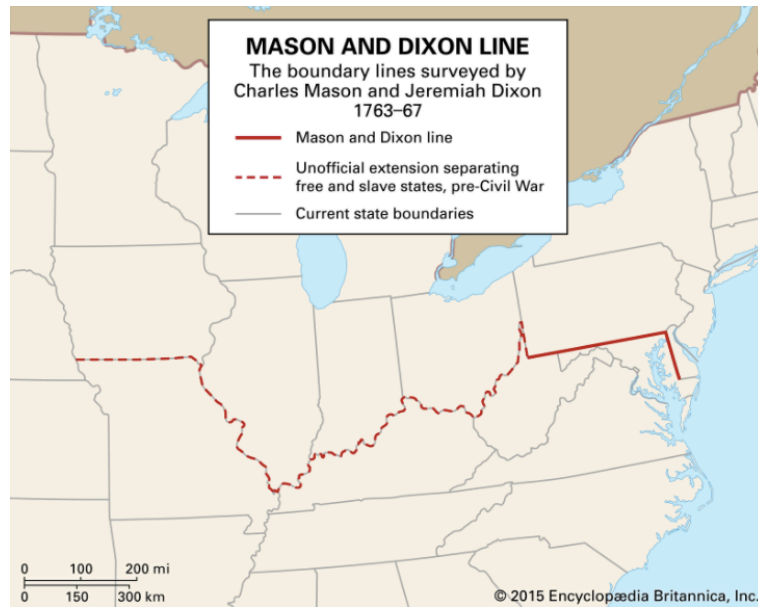 MASON AND DIXON LINE
The boundary lines surveyed by
Charles Mason and Jeremiah Dixon
1763–67
Mason and Dixon line
Unofficial extension separating
free and slave states, pre-Civil War
Current state boundaries
0 100 200 mi
0 150 300 km
© 2015 Encyclopædia Britannica, Inc.